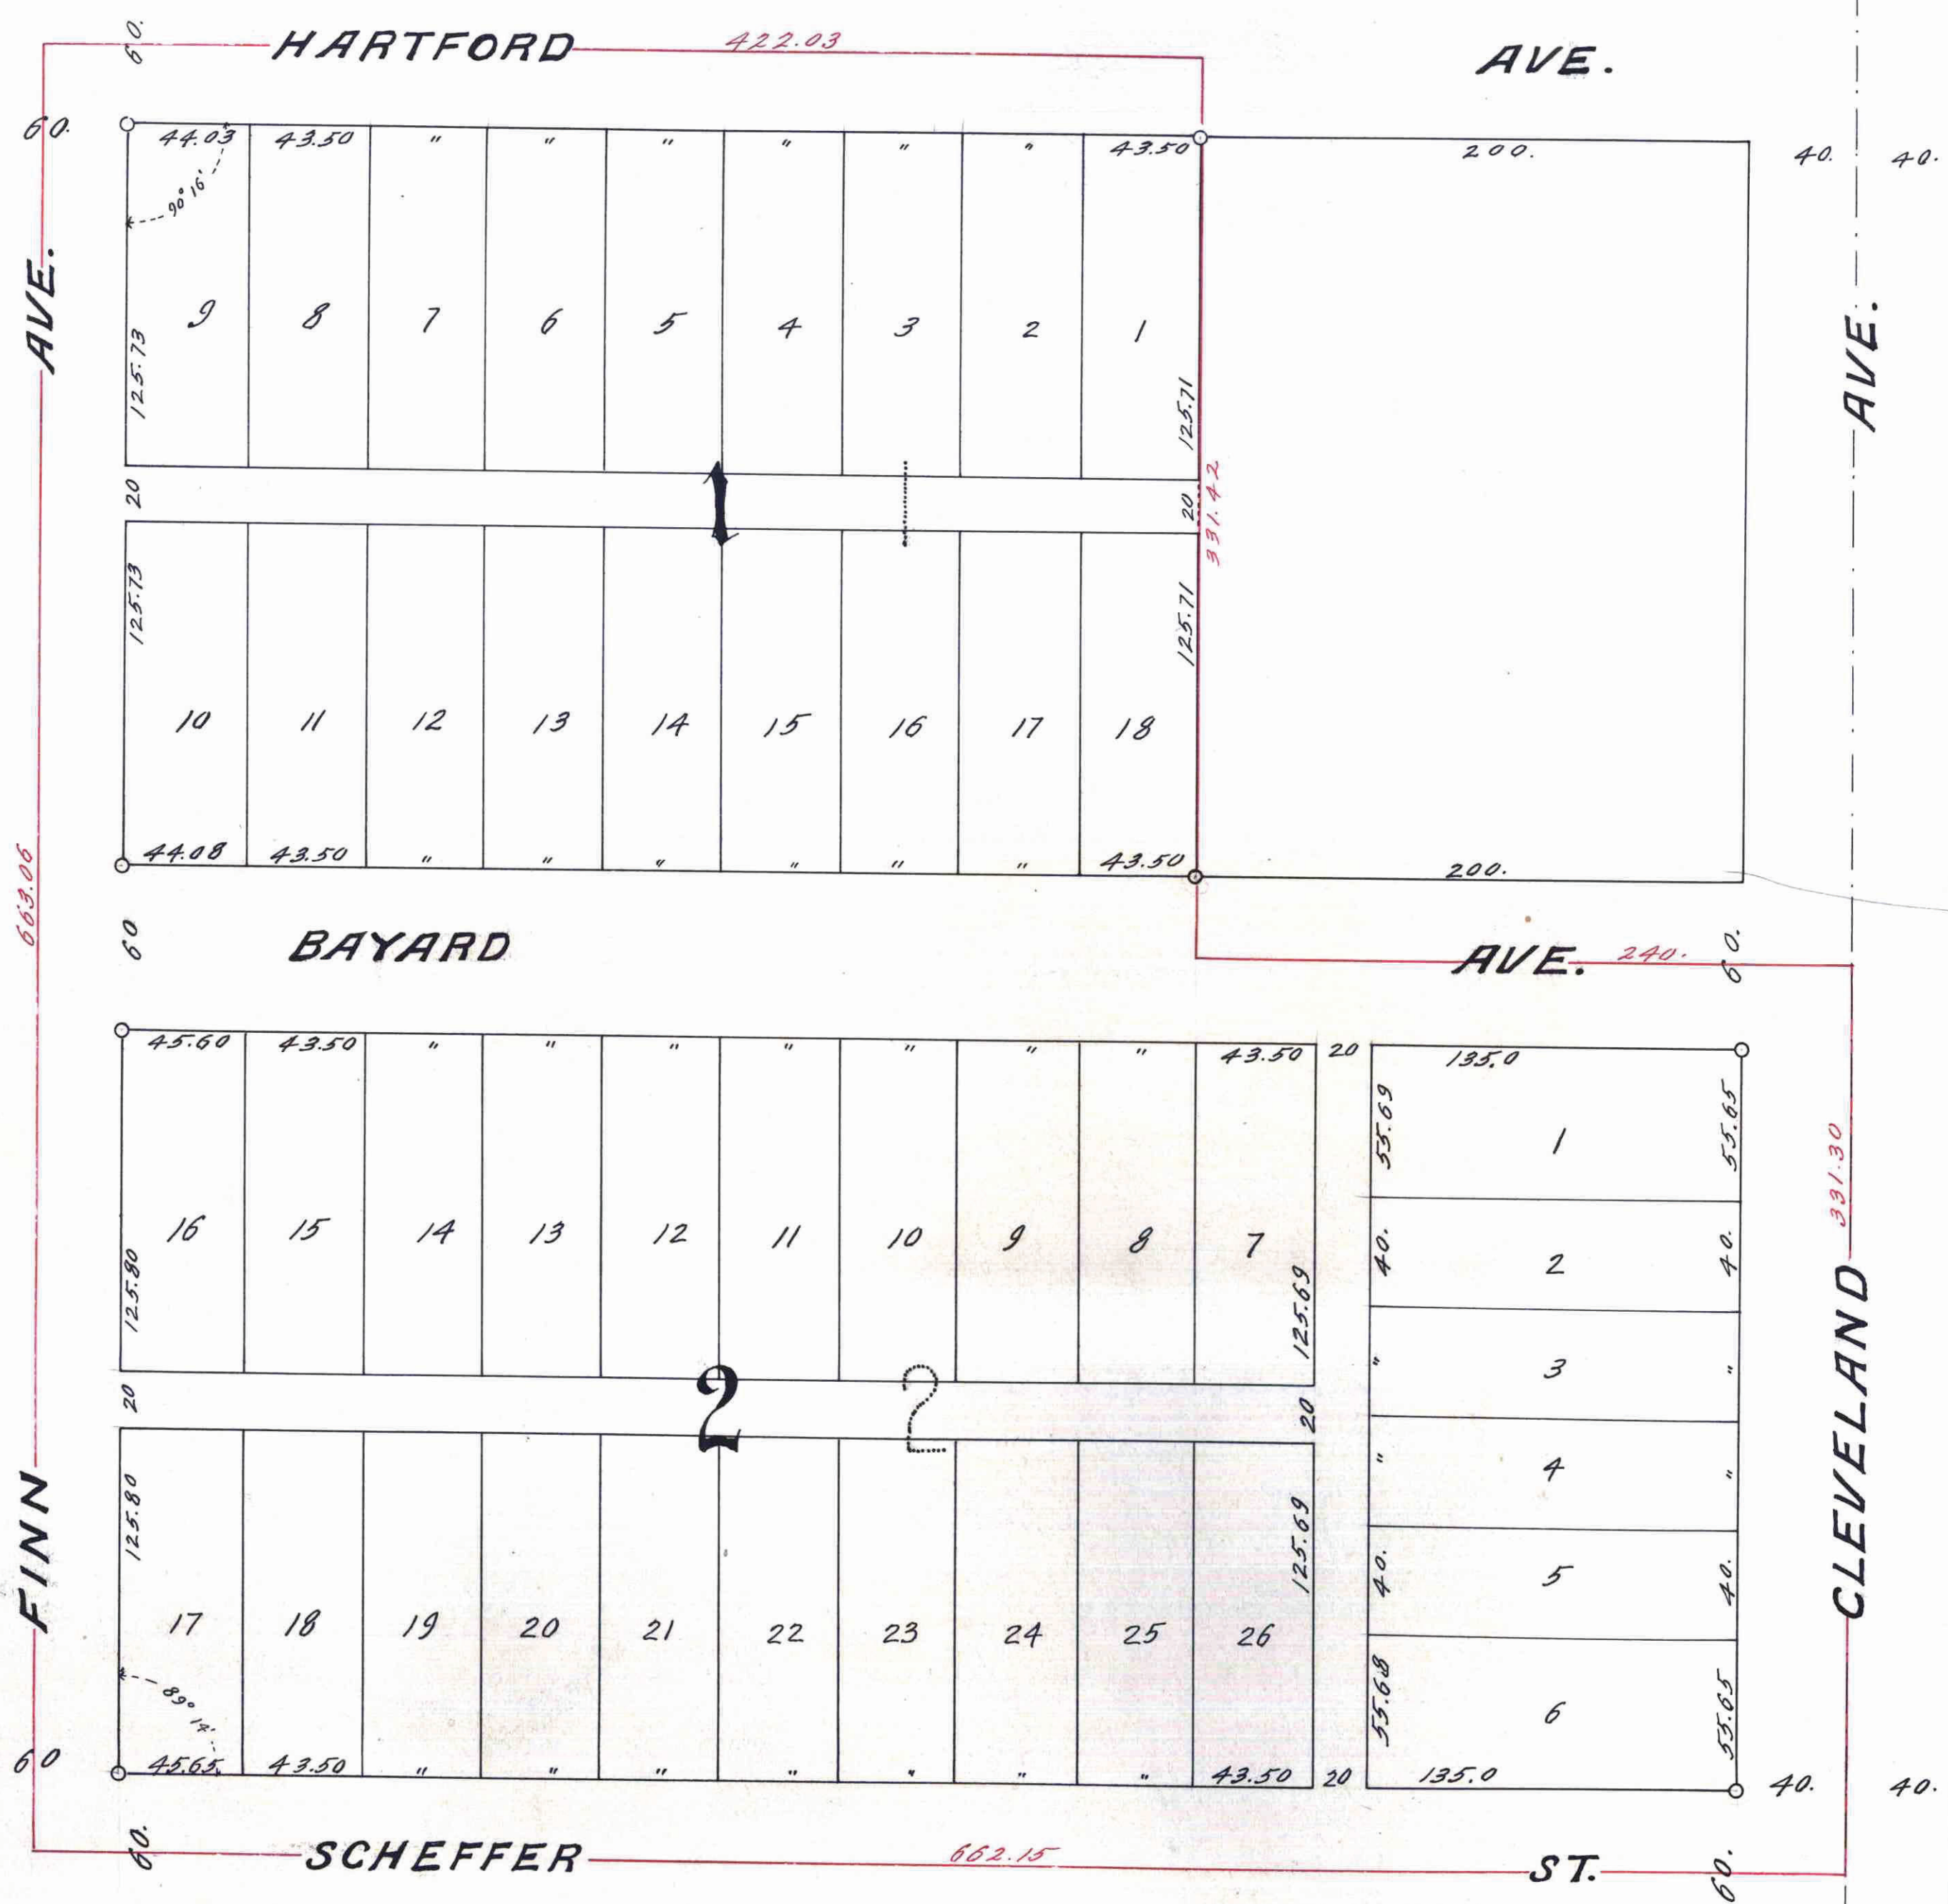 60. HARTFORD 422.03 AVE.
60. 44.03 43.50 " " " " " " 43.50 200. 40. 40.
90° 16'
AVE. AVE.
9 8 7 6 5 4 3 2 1
125.73 125.71
20 1 1 20 331.42
125.73 125.71
10 11 12 13 14 15 16 17 18
44.08 43.50 " " " " " " 43.50 200.
663.06
60 BAYARD AVE. 240. 60.
45.60 43.50 " " " " " " " 43.50 20 135.0
55.69 1 55.65
331.30
16 15 14 13 12 11 10 9 8 7
40. 2 40.
125.80 125.69
" 3 "
20 2 2 20
CLEVELAND
" 4 "
125.80 125.69
FINN
40. 5 40.
17 18 19 20 21 22 23 24 25 26
55.68 6 55.65
89° 14'
60 45.65 43.50 " " " " " " " 43.50 20 135.0 40. 40.
60. SCHEFFER 662.15 ST. 60.